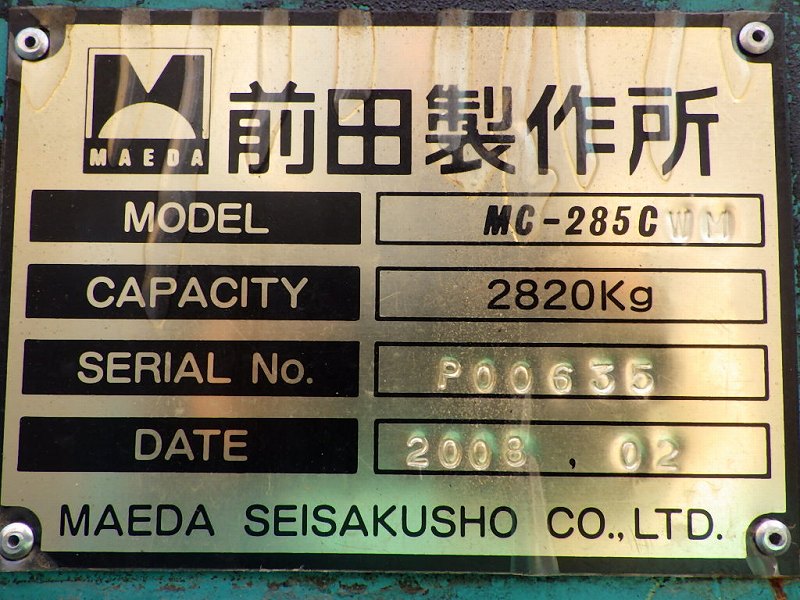 MAEDA
前田製作所
MODEL MC-285CWM
CAPACITY 2820Kg
SERIAL No. P00635
DATE 2008.02
MAEDA SEISAKUSHO CO.,LTD.